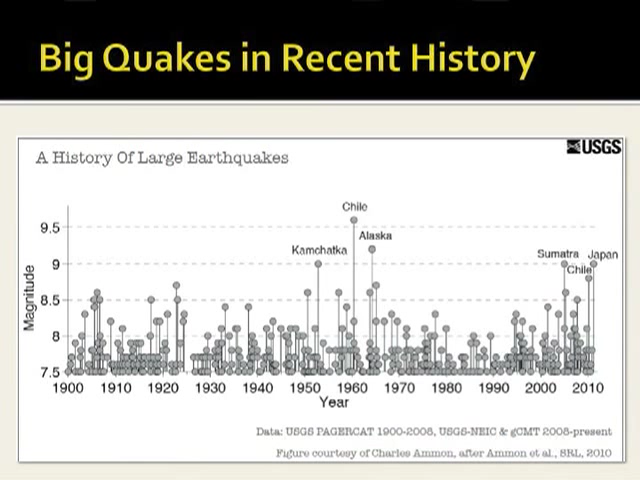 Big Quakes in Recent History
USGS
A History Of Large Earthquakes
Chile
Alaska
Kamchatka
Sumatra Japan
Chile
9.5
9
8.5
8
7.5
Magnitude
1900 1910 1920 1930 1940 1950 1960 1970 1980 1990 2000 2010
Year
Data: USGS PAGERCAT 1900-2008, USGS-NEIC & gCMT 2008-present
Figure courtesy of Charles Ammon, after Ammon et al., SRL, 2010